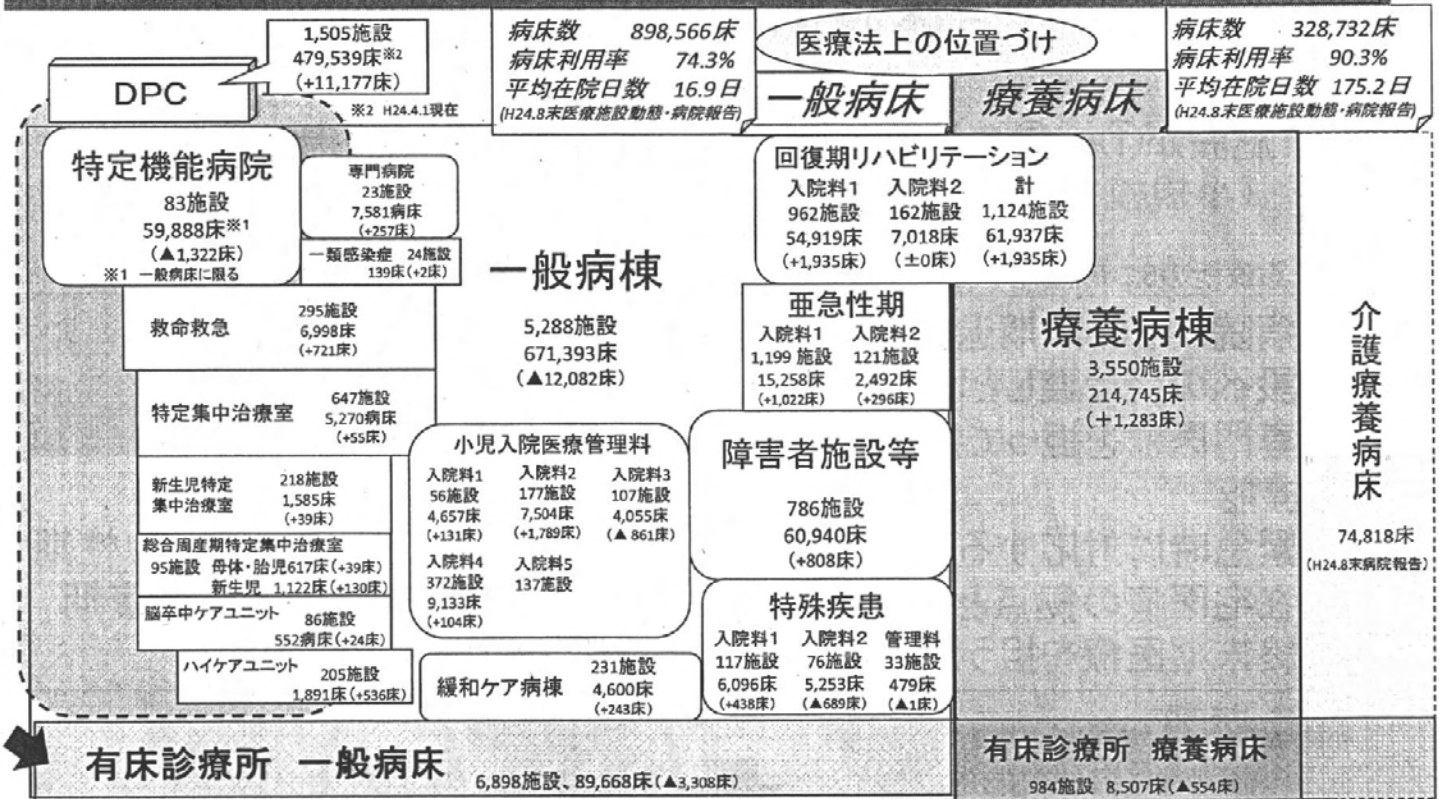 1,505施設
479,539床※2
(+11,177床)
DPC
※2 H24.4.1現在
病床数 898,566床
病床利用率 74.3%
平均在院日数 16.9日
(H24.8末医療施設動態・病院報告)
医療法上の位置づけ
一般病床
療養病床
病床数 328,732床
病床利用率 90.3%
平均在院日数 175.2日
(H24.8末医療施設動態・病院報告)
特定機能病院
83施設
59,888床※1
(▲1,322床)
※1 一般病床に限る
専門病院
23施設
7,581病床
(+257床)
一類感染症 24施設
139床(+2床)
救命救急
295施設
6,998床
(+721床)
特定集中治療室
647施設
5,270病床
(+55床)
新生児特定
集中治療室
218施設
1,585床
(+39床)
総合周産期特定集中治療室
95施設 母体・胎児617床(+39床)
新生児 1,122床(+130床)
脳卒中ケアユニット 86施設
552病床(+24床)
ハイケアユニット 205施設
1,891床(+536床)
一般病棟
5,288施設
671,393床
(▲12,082床)
小児入院医療管理料
入院料1 入院料2 入院料3
56施設 177施設 107施設
4,657床 7,504床 4,055床
(+131床) (+1,789床) (▲861床)
入院料4 入院料5
372施設 137施設
9,133床
(+104床)
緩和ケア病棟
231施設
4,600床
(+243床)
回復期リハビリテーション
入院料1 入院料2 計
962施設 162施設 1,124施設
54,919床 7,018床 61,937床
(+1,935床) (±0床) (+1,935床)
亜急性期
入院料1 入院料2
1,199施設 121施設
15,258床 2,492床
(+1,022床) (+296床)
障害者施設等
786施設
60,940床
(+808床)
特殊疾患
入院料1 入院料2 管理料
117施設 76施設 33施設
6,096床 5,253床 479床
(+438床) (▲689床) (▲1床)
療養病棟
3,550施設
214,745床
(+1,283床)
介護療養病床
74,818床
(H24.8末病院報告)
有床診療所 一般病床
6,898施設、89,668床(▲3,308床)
有床診療所 療養病床
984施設 8,507床(▲554床)